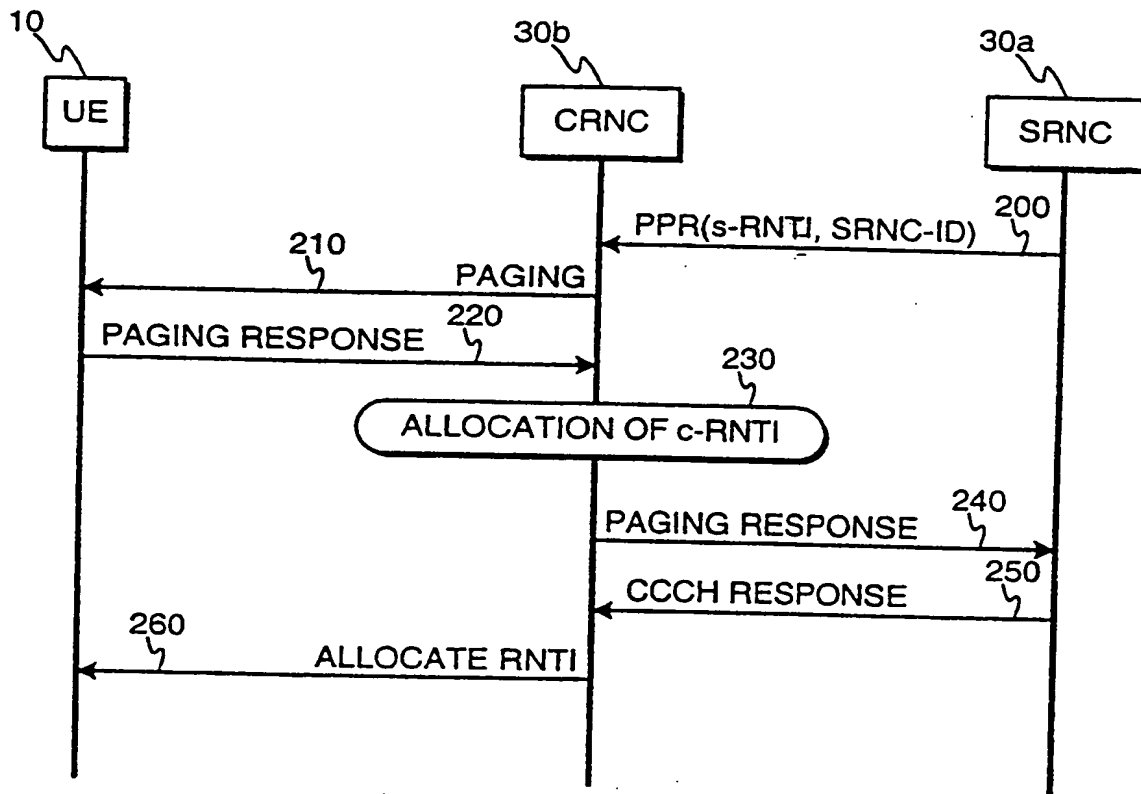 10
30b
30a
UE
CRNC
SRNC
200
PPR(s-RNTI, SRNC-ID)
210
PAGING
PAGING RESPONSE
220
230
ALLOCATION OF c-RNTI
PAGING RESPONSE
240
CCCH RESPONSE
250
260
ALLOCATE RNTI